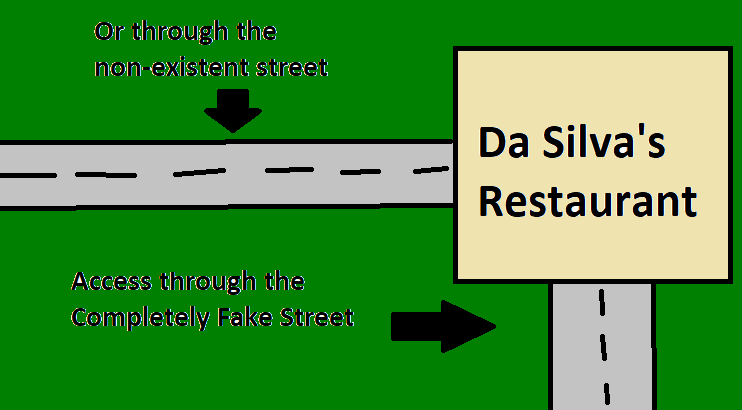 Or through the
non-existent street
Da Silva's
Restaurant
Access through the
Completely Fake Street